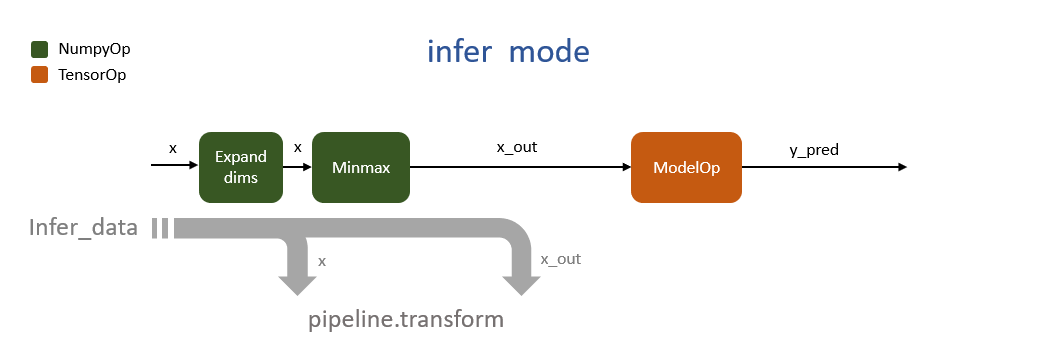 infer mode
NumpyOp
TensorOp
x
x
x_out
y_pred
Expand
dims
Minmax
ModelOp
Infer_data
x
x_out
pipeline.transform